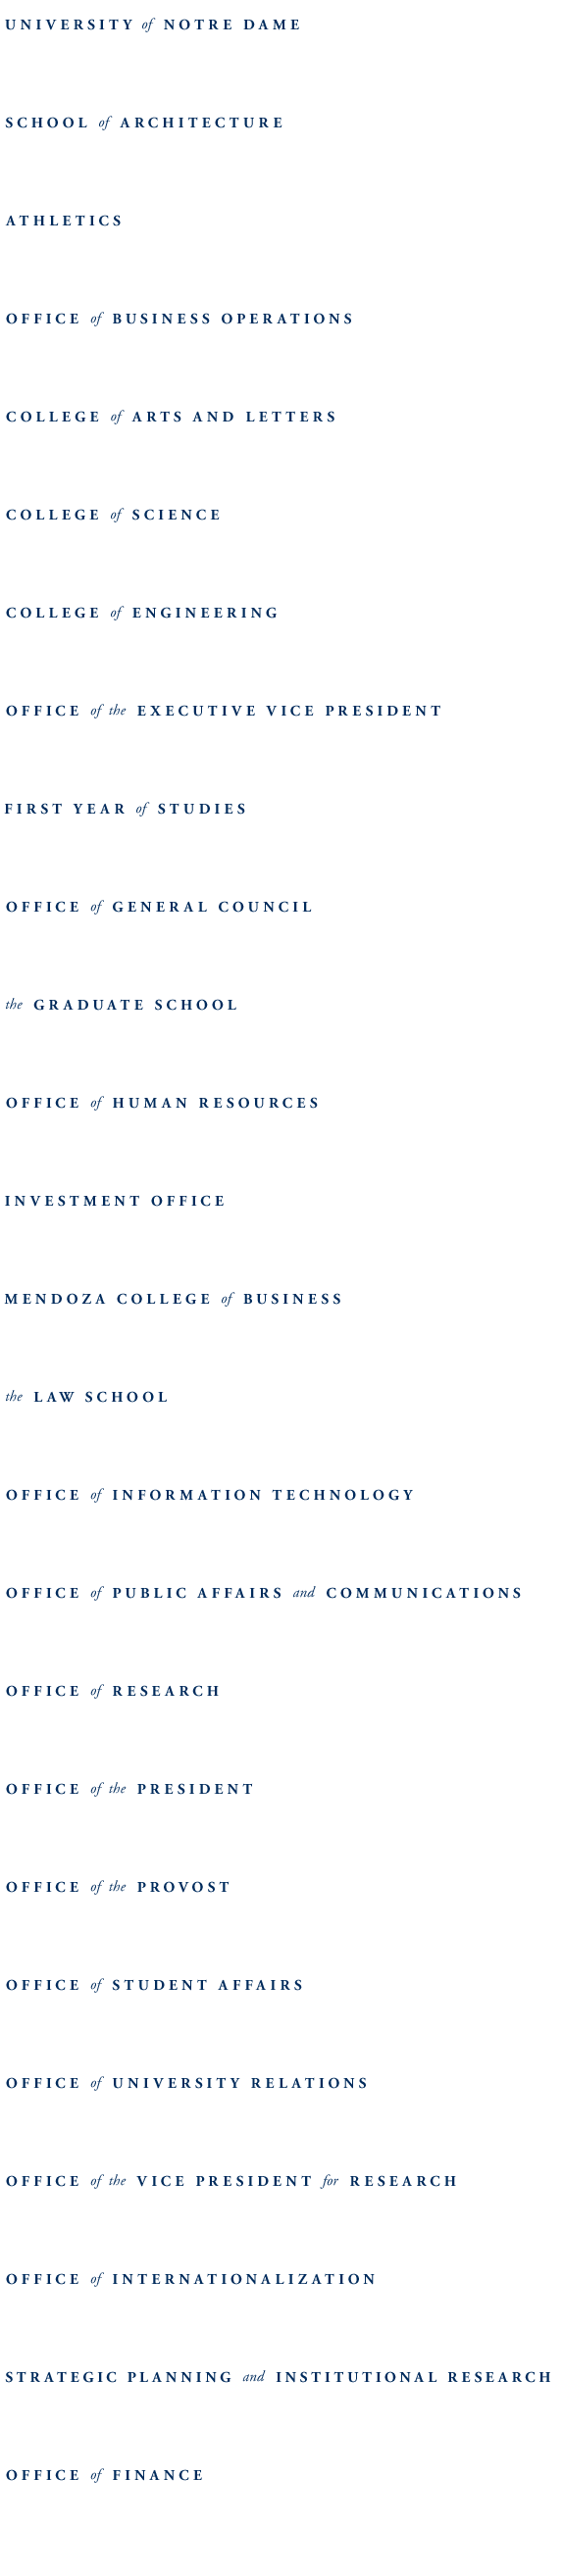 UNIVERSITY of NOTRE DAME
SCHOOL of ARCHITECTURE
ATHLETICS
OFFICE of BUSINESS OPERATIONS
COLLEGE of ARTS AND LETTERS
COLLEGE of SCIENCE
COLLEGE of ENGINEERING
OFFICE of the EXECUTIVE VICE PRESIDENT
FIRST YEAR of STUDIES
OFFICE of GENERAL COUNCIL
the GRADUATE SCHOOL
OFFICE of HUMAN RESOURCES
INVESTMENT OFFICE
MENDOZA COLLEGE of BUSINESS
the LAW SCHOOL
OFFICE of INFORMATION TECHNOLOGY
OFFICE of PUBLIC AFFAIRS and COMMUNICATIONS
OFFICE of RESEARCH
OFFICE of the PRESIDENT
OFFICE of the PROVOST
OFFICE of STUDENT AFFAIRS
OFFICE of UNIVERSITY RELATIONS
OFFICE of the VICE PRESIDENT for RESEARCH
OFFICE of INTERNATIONALIZATION
STRATEGIC PLANNING and INSTITUTIONAL RESEARCH
OFFICE of FINANCE